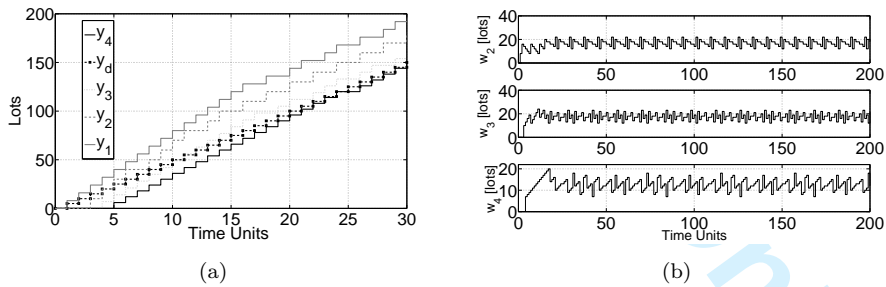 200
150
100
50
0
Lots
y4
yd
y3
y2
y1
0 5 10 15 20 25 30
Time Units
(a)
40
20
0
w2 [lots]
50 100 150 200
40
20
0
w3 [lots]
50 100 150 200
20
10
0
w4 [lots]
0 50 100 150 200
Time Units
(b)